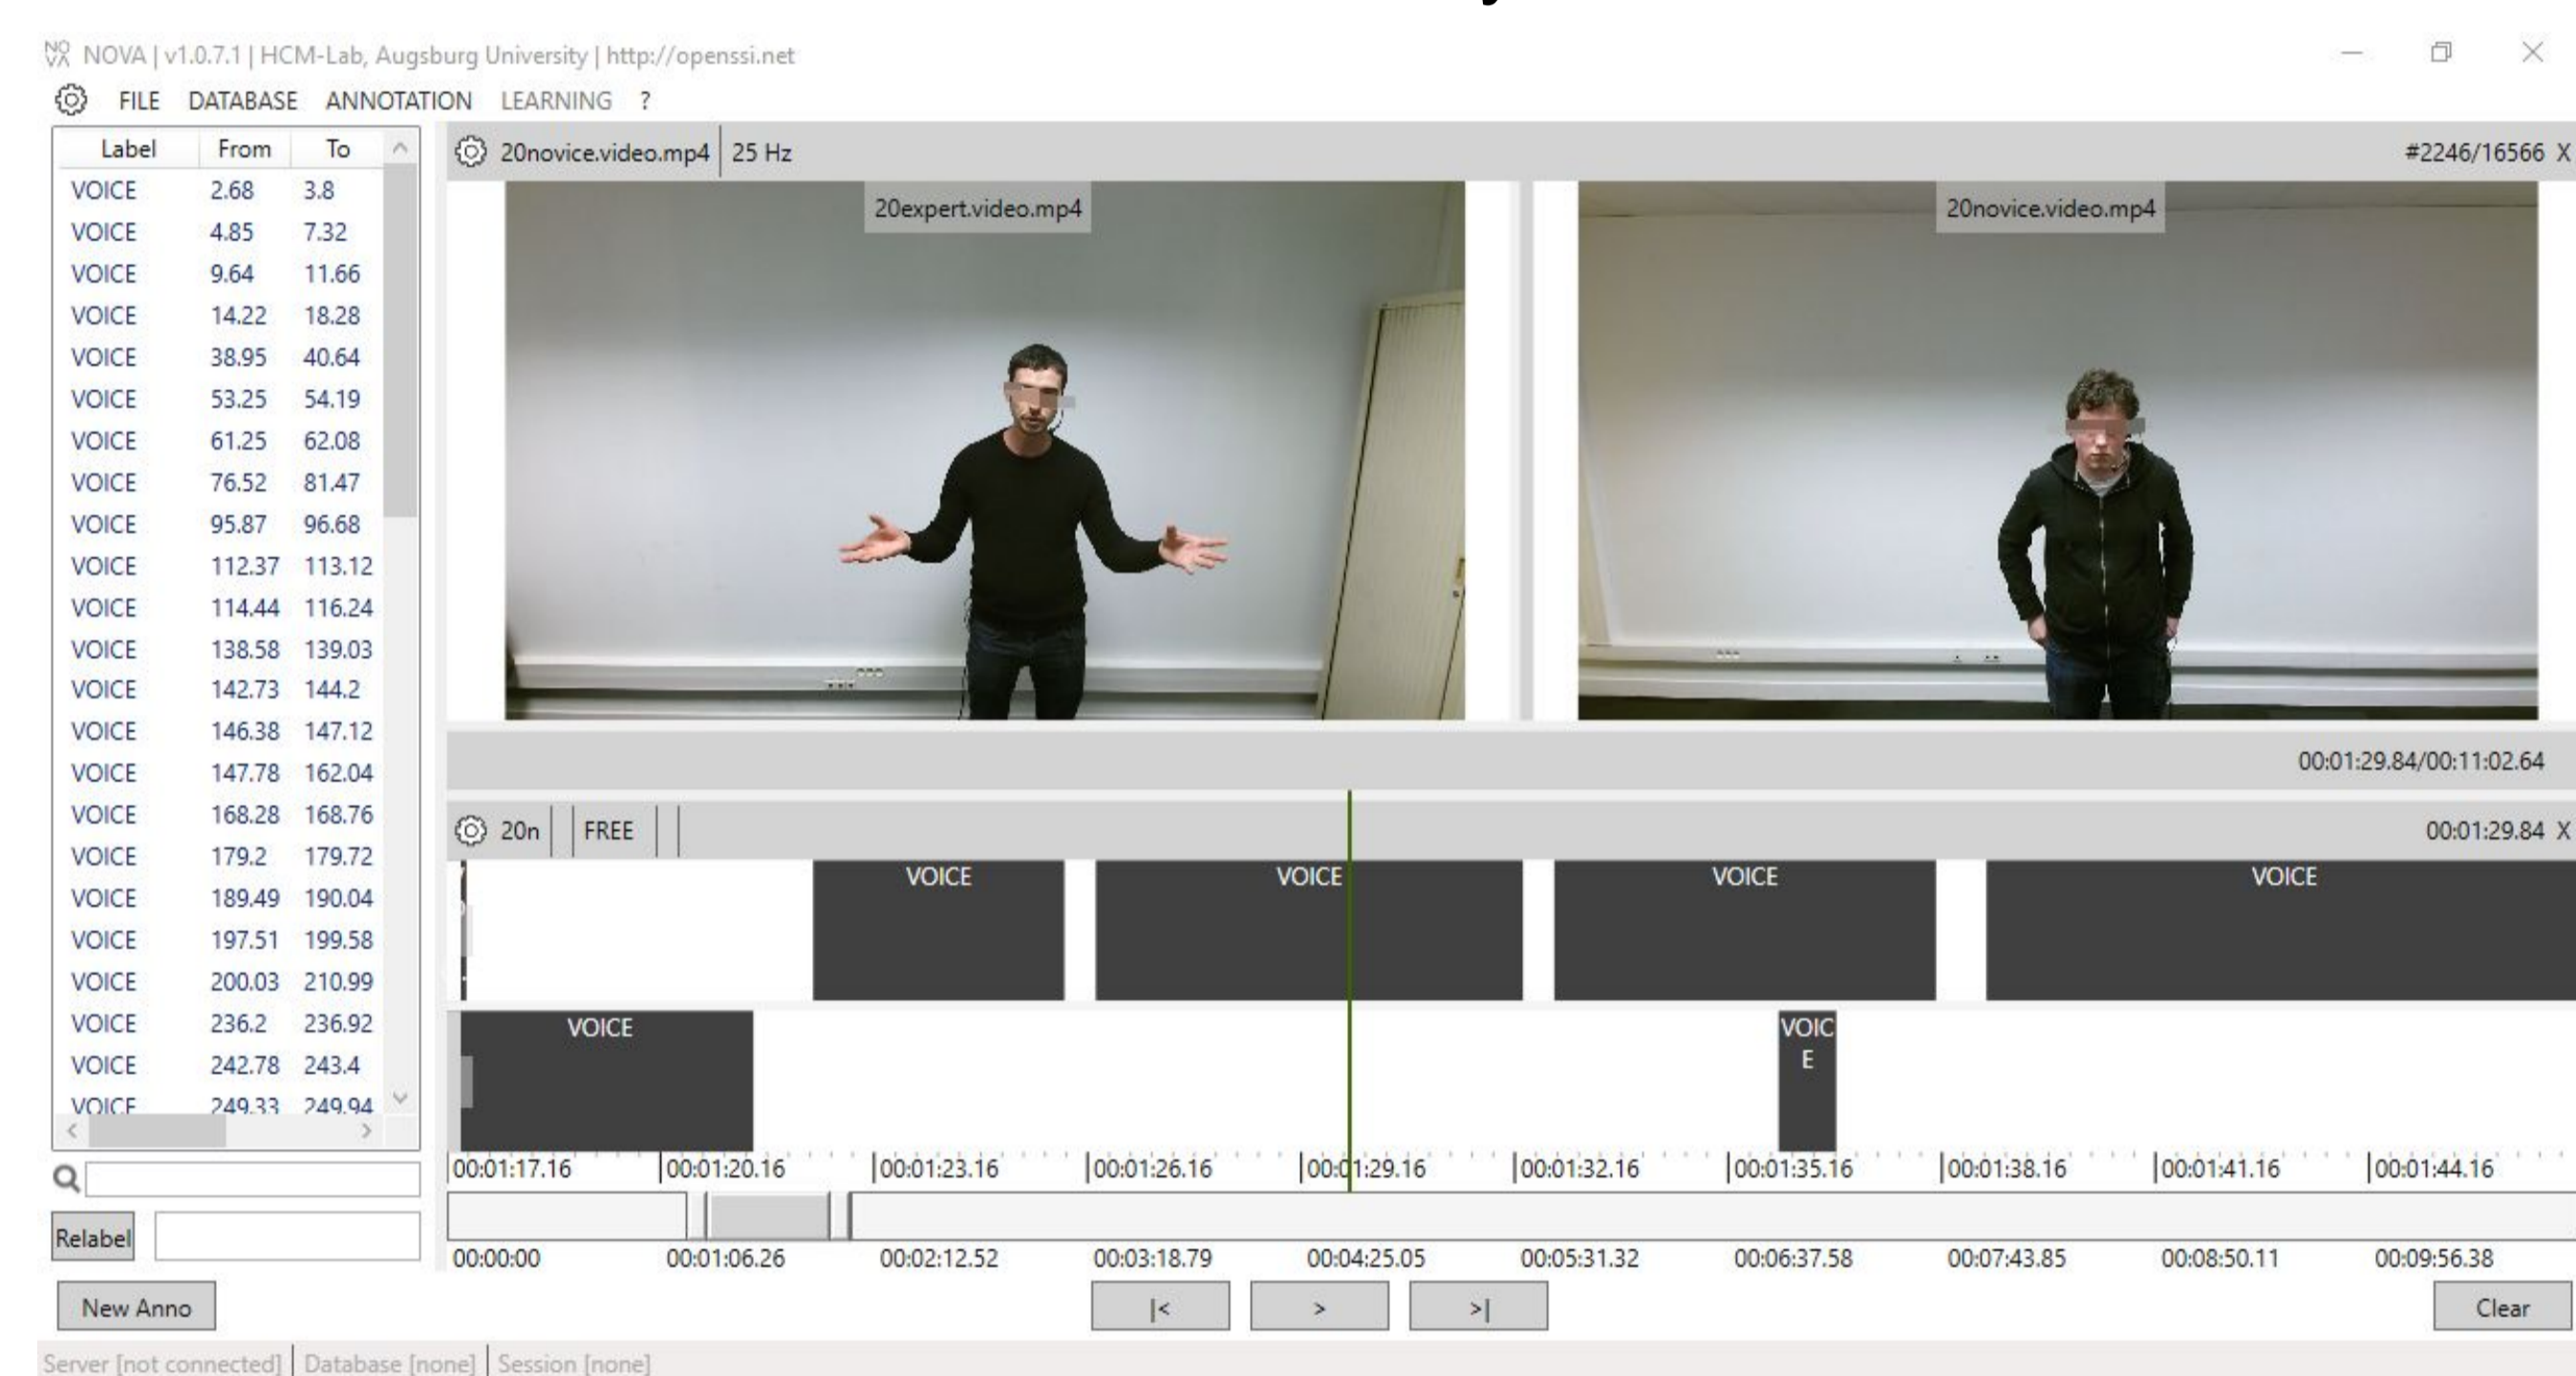 NOVA | v1.0.7.1 | HCM-Lab, Augsburg University | http://openssi.net
FILE DATABASE ANNOTATION LEARNING ?
Label From To
VOICE 2.68 3.8
VOICE 4.85 7.32
VOICE 9.64 11.66
VOICE 14.22 18.28
VOICE 38.95 40.64
VOICE 53.25 54.19
VOICE 61.25 62.08
VOICE 76.52 81.47
VOICE 95.87 96.68
VOICE 112.37 113.12
VOICE 114.44 116.24
VOICE 138.58 139.03
VOICE 142.73 144.2
VOICE 146.38 147.12
VOICE 147.78 162.04
VOICE 168.28 168.76
VOICE 179.2 179.72
VOICE 189.49 190.04
VOICE 197.51 199.58
VOICE 200.03 210.99
VOICE 236.2 236.92
VOICE 242.78 243.4
VOICE 249.33 249.94
Relabel
New Anno
20novice.video.mp4 25 Hz #2246/16566 X
20expert.video.mp4 20novice.video.mp4
00:01:29.84/00:11:02.64
20n FREE 00:01:29.84 X
VOICE VOICE VOICE VOICE
VOICE VOIC
E
00:01:17.16 00:01:20.16 00:01:23.16 00:01:26.16 00:01:29.16 00:01:32.16 00:01:35.16 00:01:38.16 00:01:41.16 00:01:44.16
00:00:00 00:01:06.26 00:02:12.52 00:03:18.79 00:04:25.05 00:05:31.32 00:06:37.58 00:07:43.85 00:08:50.11 00:09:56.38
|< > >| Clear
Server [not connected] Database [none] Session [none]